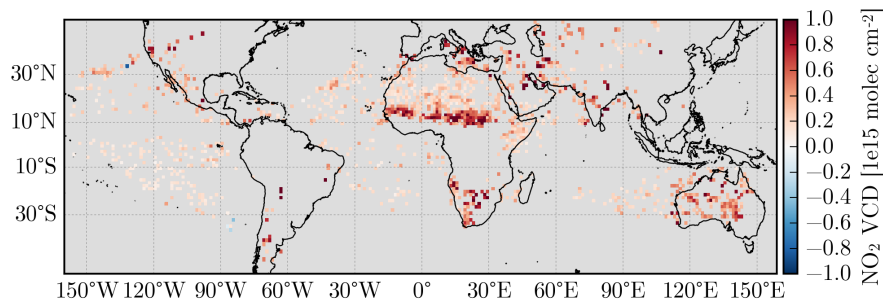 30°N
10°N
10°S
30°S
150°W 120°W 90°W 60°W 30°W 0° 30°E 60°E 90°E 120°E 150°E
1.0
0.8
0.6
0.4
0.2
0.0
−0.2
−0.4
−0.6
−0.8
−1.0
NO₂ VCD [1e15 molec cm⁻²]